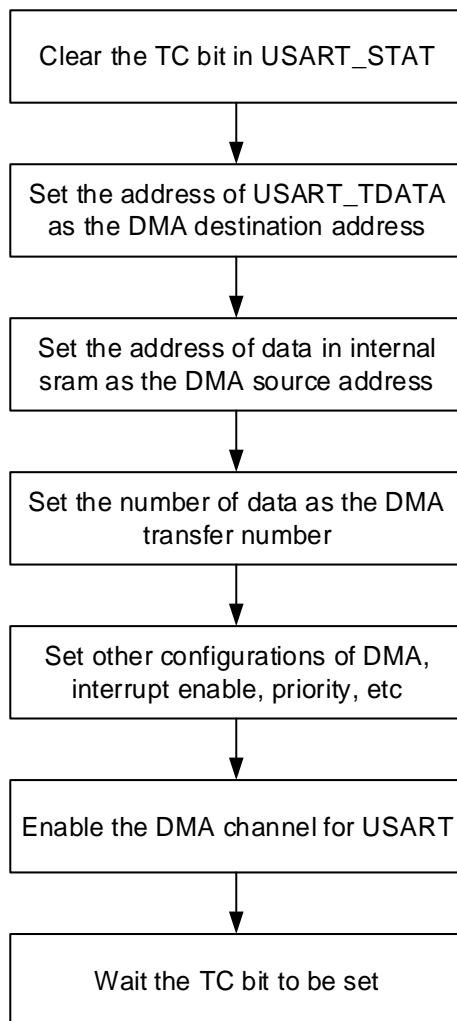 Clear the TC bit in USART_STAT
Set the address of USART_TDATA
as the DMA destination address
Set the address of data in internal
sram as the DMA source address
Set the number of data as the DMA
transfer number
Set other configurations of DMA,
interrupt enable, priority, etc
Enable the DMA channel for USART
Wait the TC bit to be set